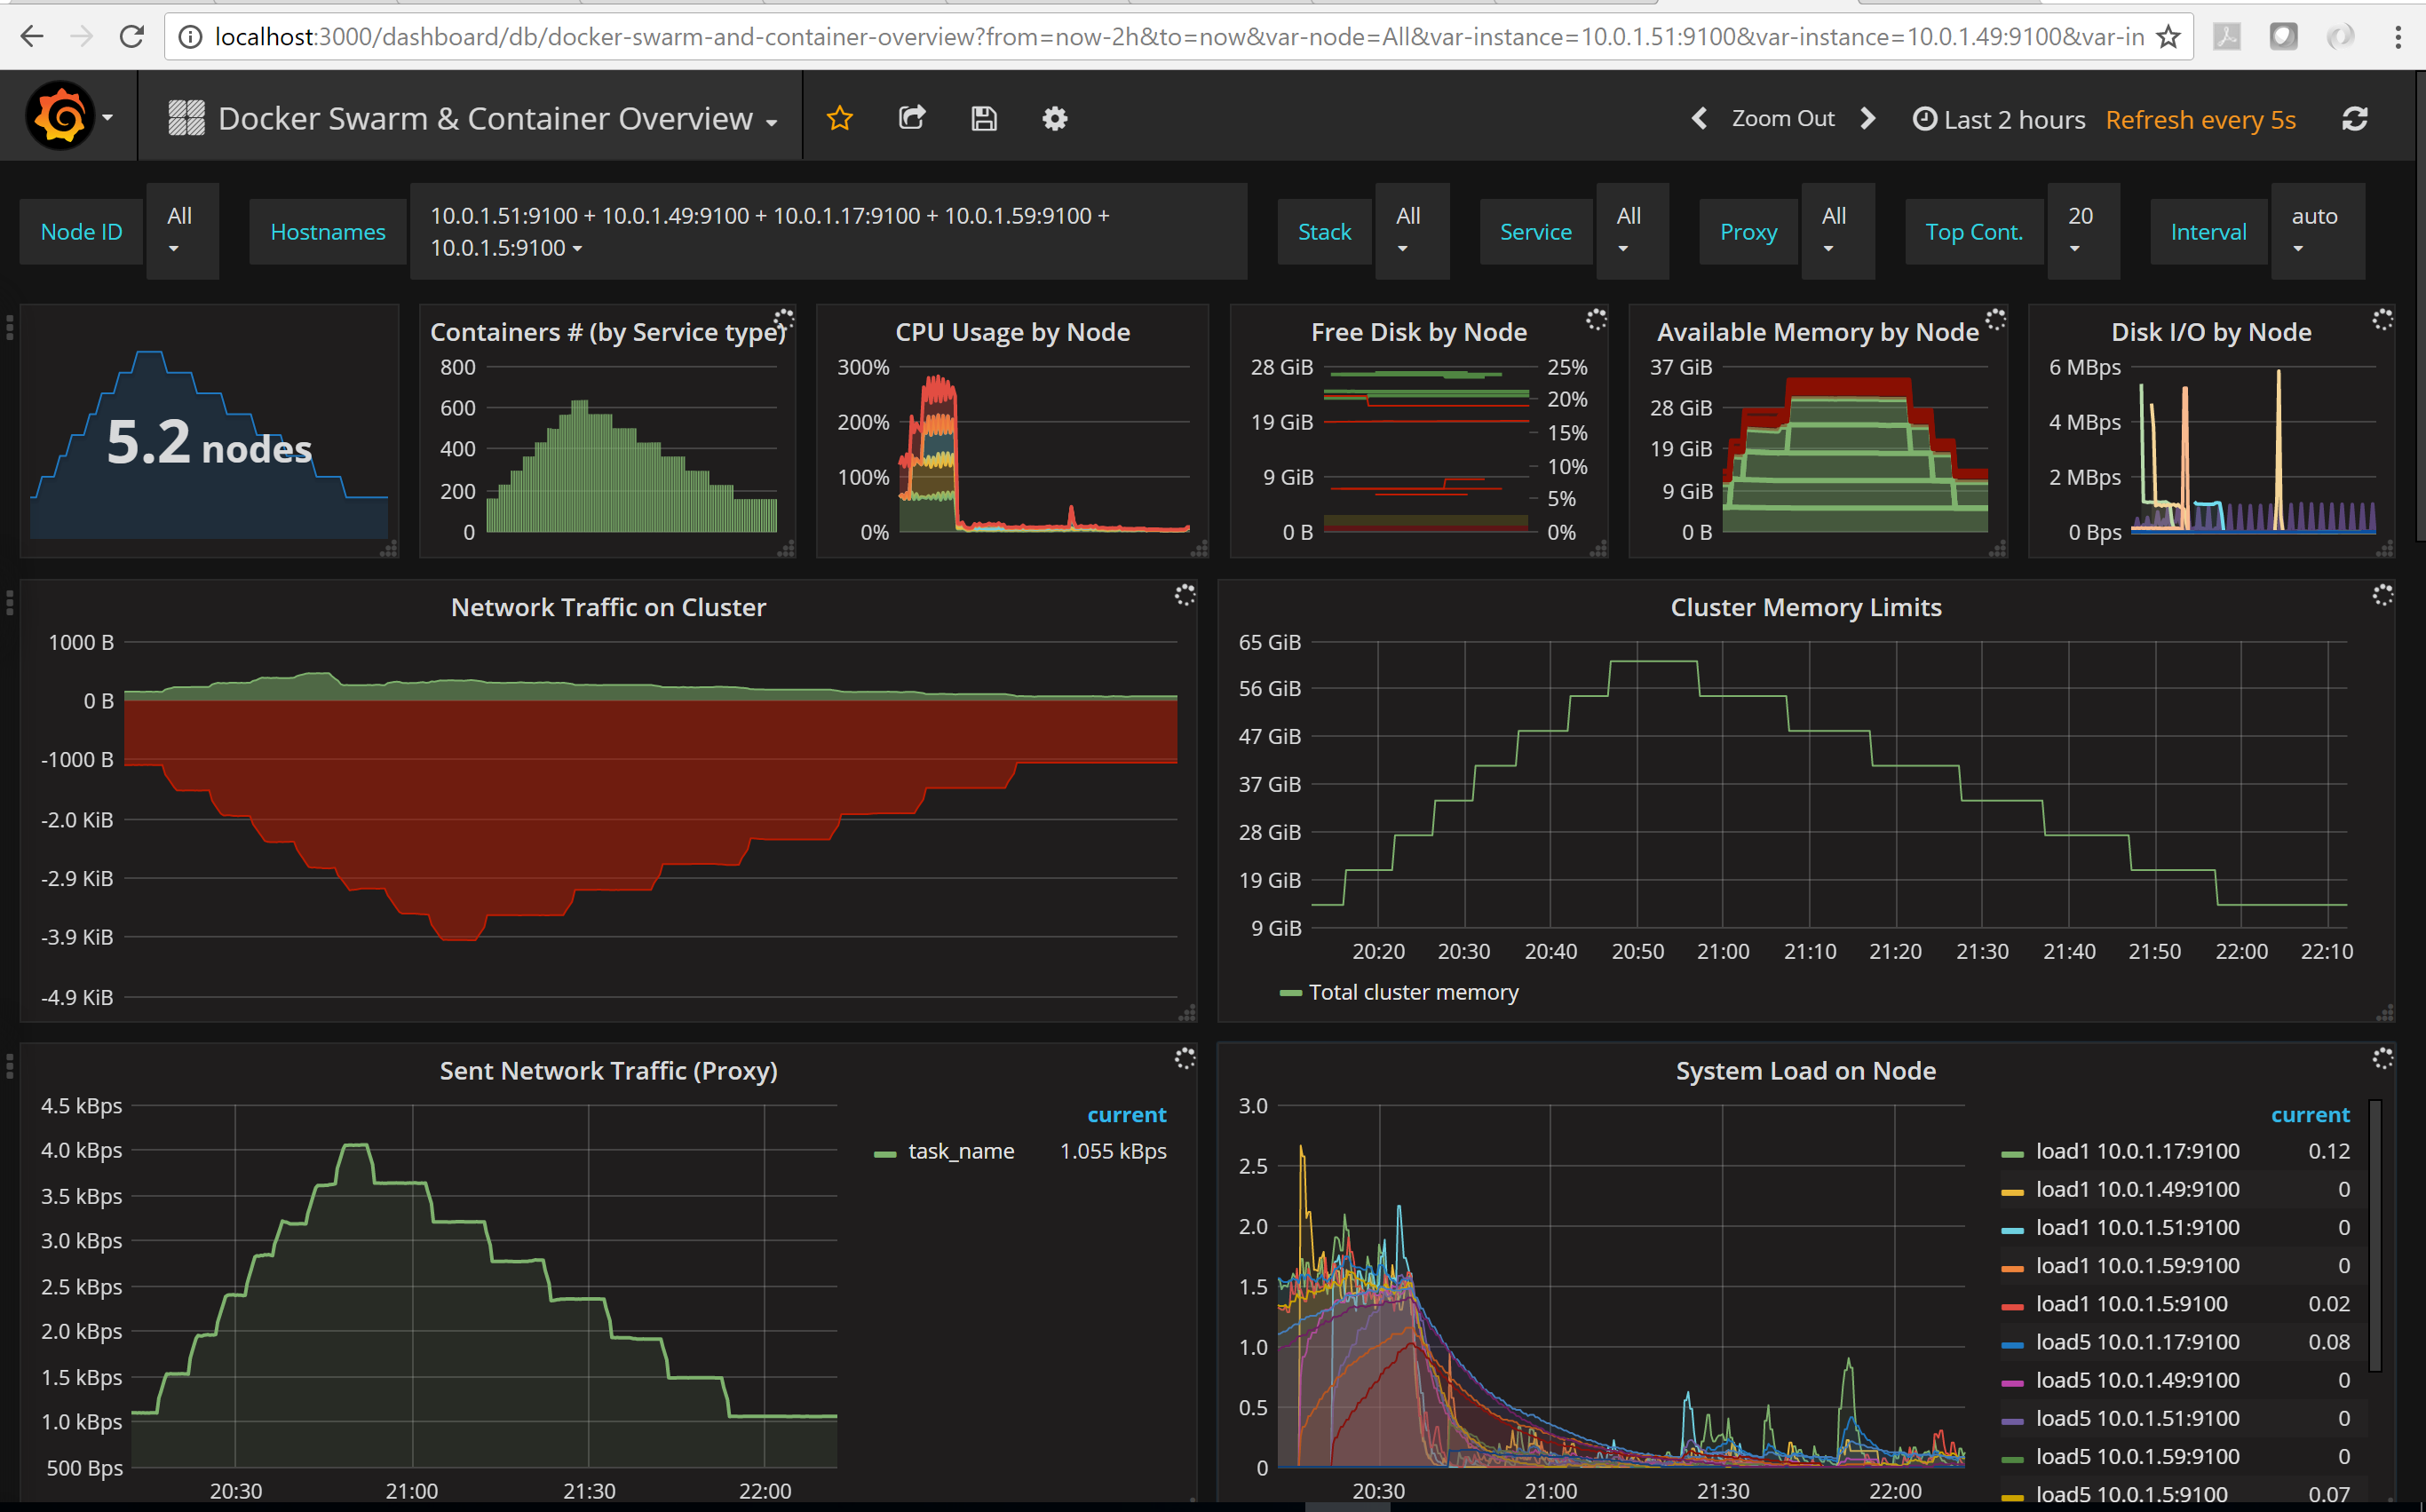 localhost:3000/dashboard/db/docker-swarm-and-container-overview?from=now-2h&to=now&var-node=All&var-instance=10.0.1.51:9100&var-instance=10.0.1.49:9100&var-in
Docker Swarm & Container Overview
Zoom Out
Last 2 hours
Refresh every 5s
Node ID
All
Hostnames
10.0.1.51:9100 + 10.0.1.49:9100 + 10.0.1.17:9100 + 10.0.1.59:9100 +
10.0.1.5:9100
Stack
All
Service
All
Proxy
All
Top Cont.
20
Interval
auto
5.2 nodes
Containers # (by Service type)
800
600
400
200
0
CPU Usage by Node
300%
200%
100%
0%
Free Disk by Node
28 GiB
19 GiB
9 GiB
0 B
25%
20%
15%
10%
5%
0%
Available Memory by Node
37 GiB
28 GiB
19 GiB
9 GiB
0 B
Disk I/O by Node
6 MBps
4 MBps
2 MBps
0 Bps
Network Traffic on Cluster
1000 B
0 B
-1000 B
-2.0 KiB
-2.9 KiB
-3.9 KiB
-4.9 KiB
Cluster Memory Limits
65 GiB
56 GiB
47 GiB
37 GiB
28 GiB
19 GiB
9 GiB
20:20 20:30 20:40 20:50 21:00 21:10 21:20 21:30 21:40 21:50 22:00 22:10
Total cluster memory
Sent Network Traffic (Proxy)
4.5 kBps
4.0 kBps
3.5 kBps
3.0 kBps
2.5 kBps
2.0 kBps
1.5 kBps
1.0 kBps
500 Bps
20:30 21:00 21:30 22:00
current
task_name 1.055 kBps
System Load on Node
3.0
2.5
2.0
1.5
1.0
0.5
0
20:30 21:00 21:30 22:00
current
load1 10.0.1.17:9100 0.12
load1 10.0.1.49:9100 0
load1 10.0.1.51:9100 0
load1 10.0.1.59:9100 0
load1 10.0.1.5:9100 0.02
load5 10.0.1.17:9100 0.08
load5 10.0.1.49:9100 0
load5 10.0.1.51:9100 0
load5 10.0.1.59:9100 0
load5 10.0.1.5:9100 0.07